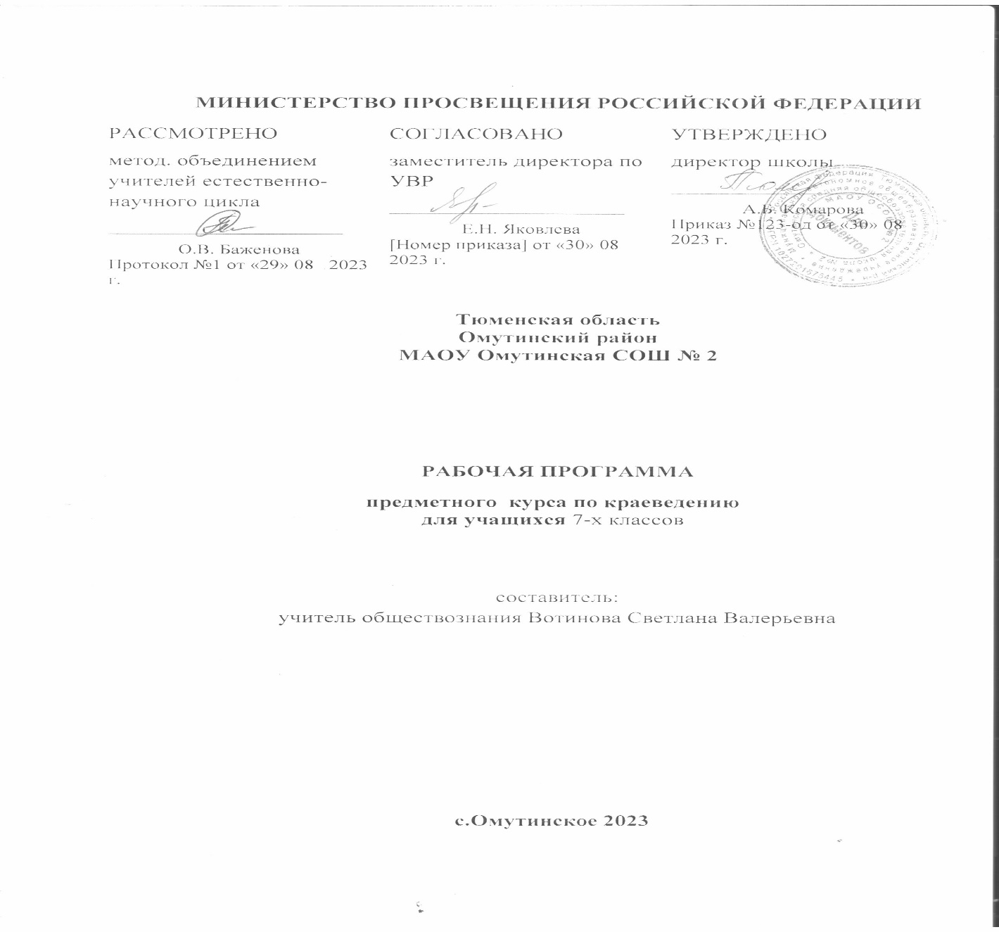 МИНИСТЕРСТВО ПРОСВЕЩЕНИЯ РОССИЙСКОЙ ФЕДЕРАЦИИ
РАССМОТРЕНО
метод. объединением
учителей естественно-
научного цикла
О.В. Баженова
Протокол №1 от «29» 08 2023
г.
СОГЛАСОВАНО
заместитель директора по
УВР
Е.Н. Яковлева
[Номер приказа] от «30» 08
2023 г.
УТВЕРЖДЕНО
директор школы
А.В. Комарова
Приказ №123-од от «30» 08
2023 г.
Для
документов
Тюменская область
Омутинский район
МАОУ Омутинская СОШ № 2
РАБОЧАЯ ПРОГРАММА
предметного курса по краеведению
для учащихся 7-х классов
составитель:
учитель обществознания Вотинова Светлана Валерьевна
с.Омутинское 2023